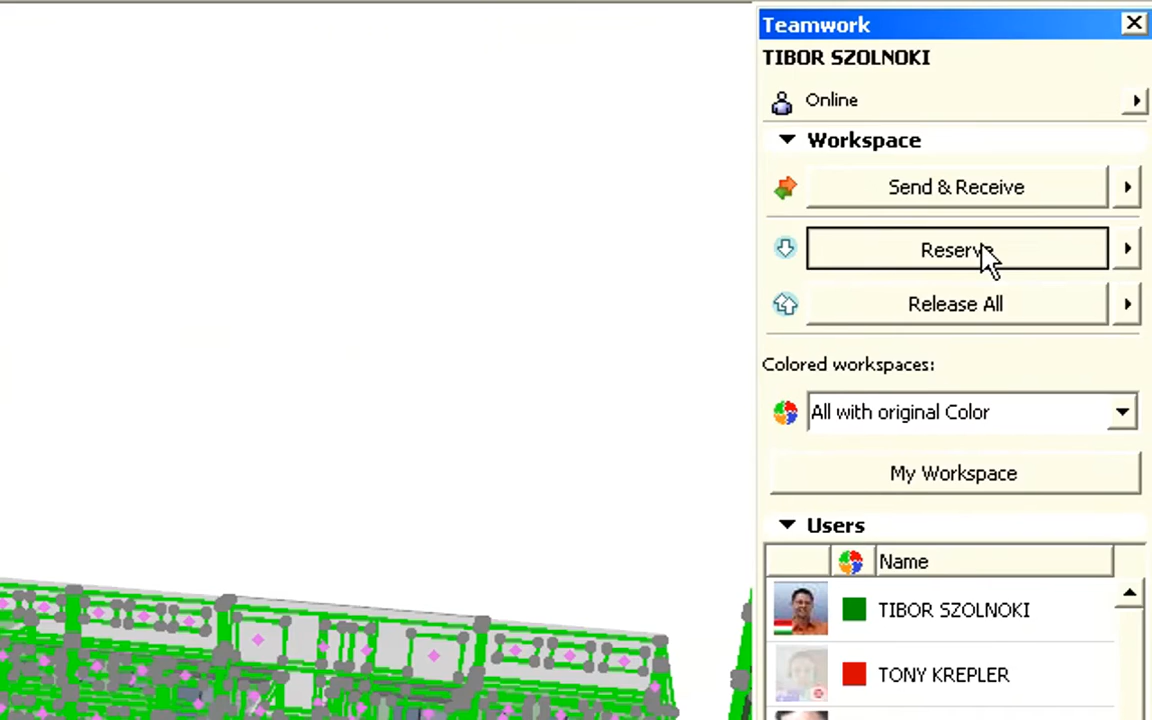 Teamwork
TIBOR SZOLNOKI
Online
Workspace
Send & Receive
Reserve
Release All
Colored workspaces:
All with original Color
My Workspace
Users
Name
TIBOR SZOLNOKI
TONY KREPLER